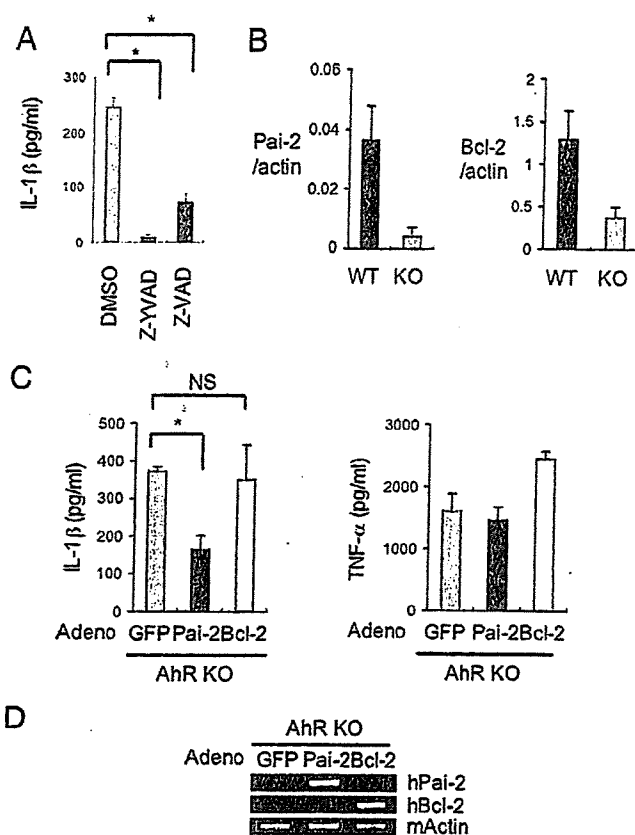 A
* 
*
300
200
100
0
IL-1β (pg/ml)
DMSO
Z-YVAD
Z-VAD
B
0.06
0.04
0.02
0
Pai-2
/actin
WT KO
2
1.5
1
0.5
0
Bcl-2
/actin
WT KO
C
NS
*
500
400
300
200
100
0
IL-1β (pg/ml)
Adeno GFP Pai-2 Bcl-2
AhR KO
3000
2000
1000
0
TNF-α (pg/ml)
Adeno GFP Pai-2 Bcl-2
AhR KO
D
AhR KO
Adeno GFP Pai-2 Bcl-2
hPai-2
hBcl-2
mActin